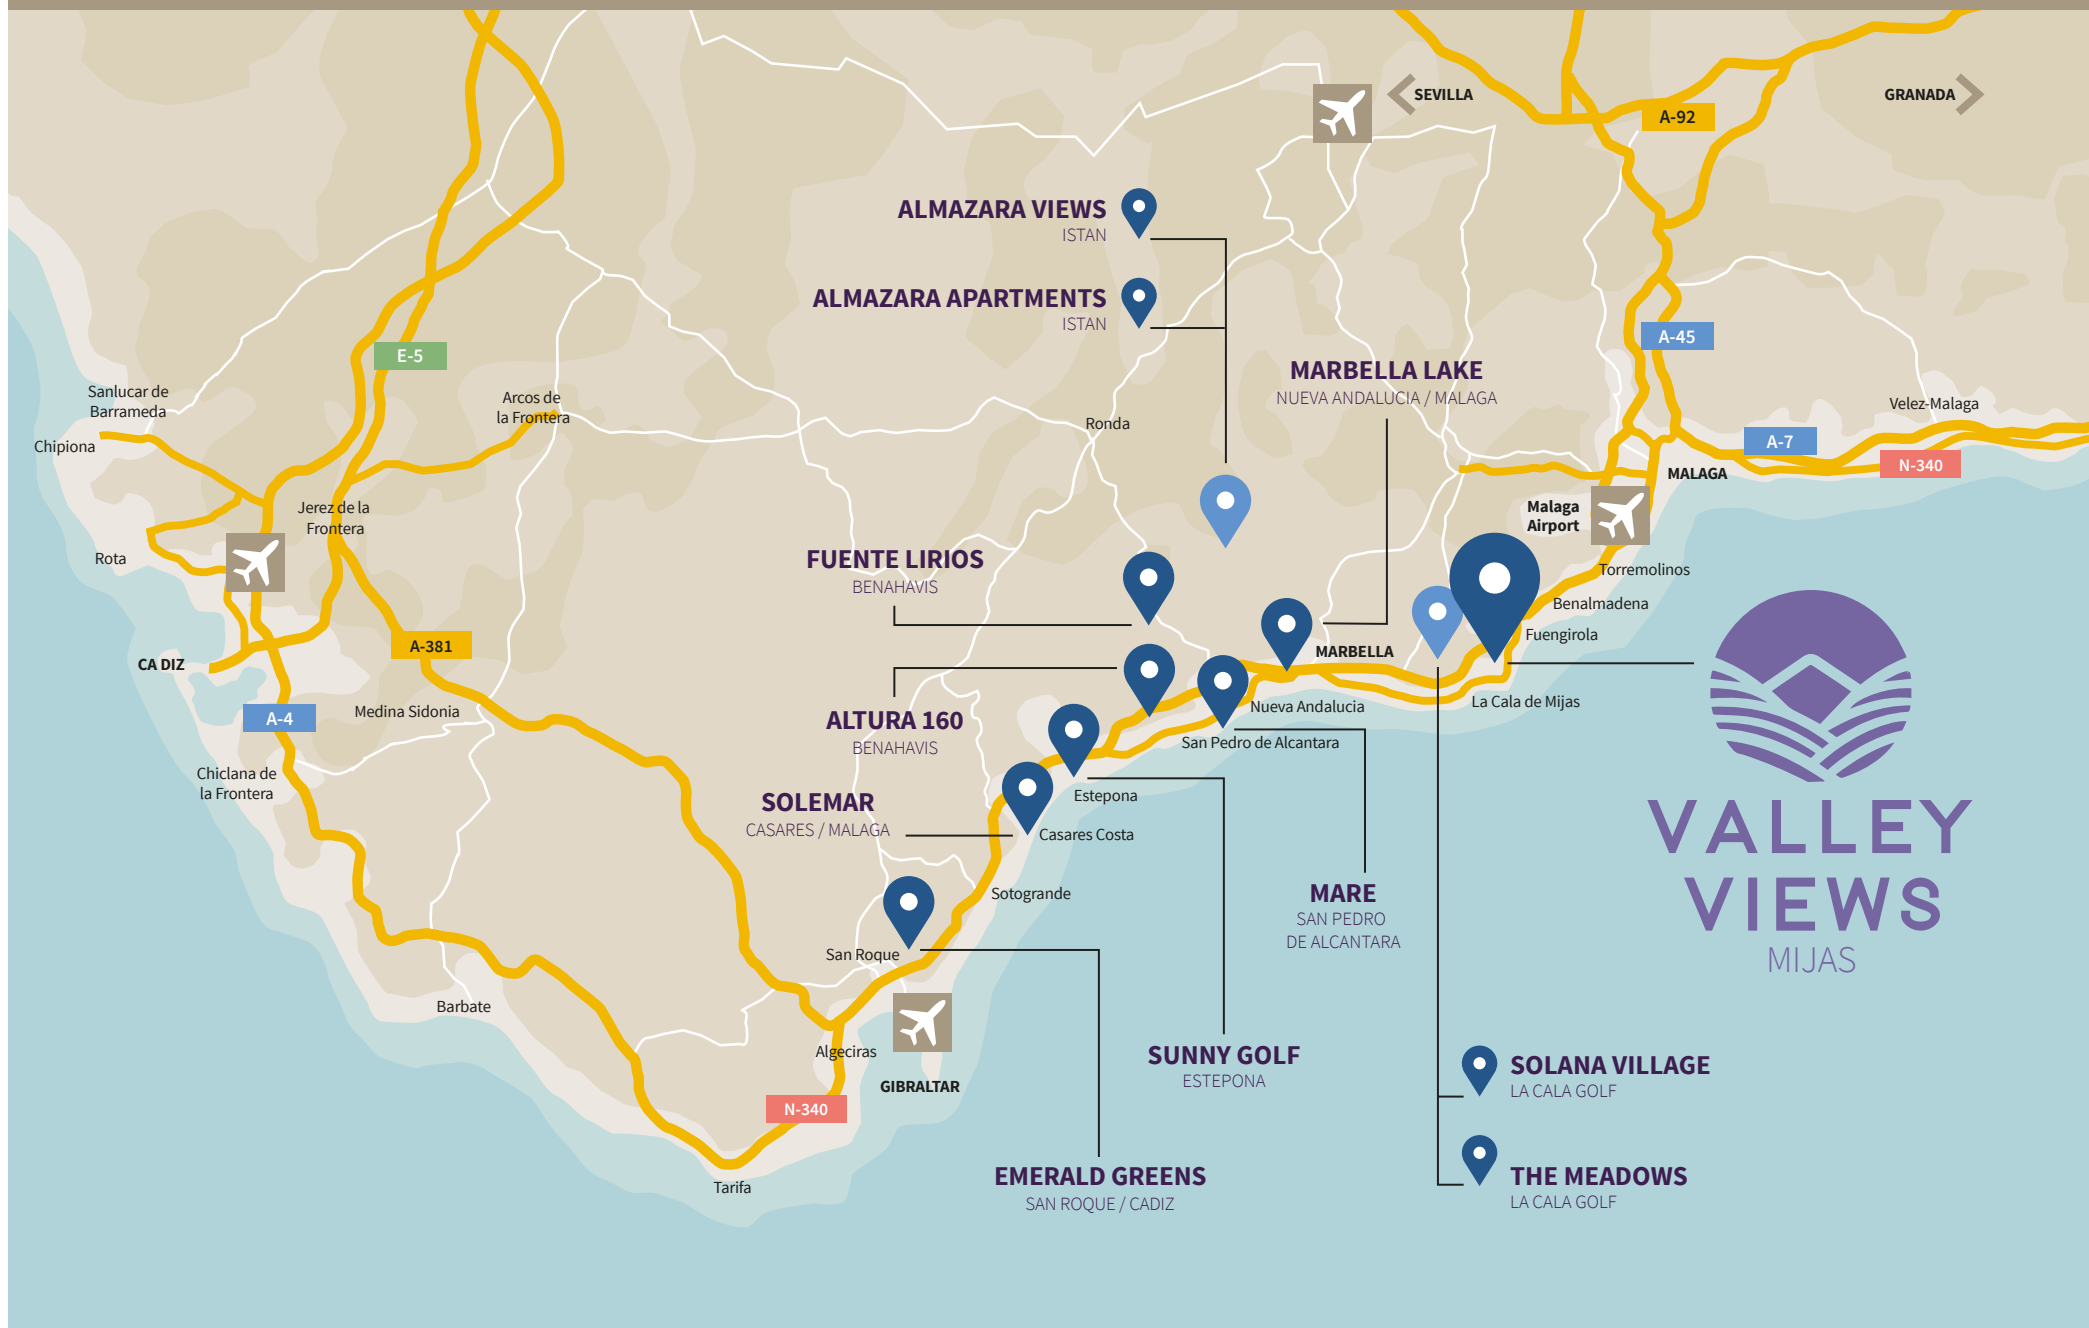 SEVILLA
GRANADA
A-92
ALMAZARA VIEWS
ISTAN
ALMAZARA APARTMENTS
ISTAN
A-45
E-5
MARBELLA LAKE
NUEVA ANDALUCIA / MALAGA
Sanlucar de
Barrameda
Arcos de
la Frontera
Velez-Malaga
Ronda
Chipiona
A-7
N-340
MALAGA
Malaga
Airport
Jerez de la
Frontera
Rota
FUENTE LIRIOS
BENAHAVIS
Torremolinos
Benalmadena
Fuengirola
A-381
MARBELLA
CA DIZ
La Cala de Mijas
Nueva Andalucia
Medina Sidonia
A-4
ALTURA 160
BENAHAVIS
San Pedro de Alcantara
Chiclana de
la Frontera
Estepona
SOLEMAR
CASARES / MALAGA
Casares Costa
VALLEY
VIEWS
MIJAS
Sotogrande
MARE
SAN PEDRO
DE ALCANTARA
San Roque
Barbate
Algeciras
GIBRALTAR
SUNNY GOLF
ESTEPONA
SOLANA VILLAGE
LA CALA GOLF
N-340
EMERALD GREENS
SAN ROQUE / CADIZ
THE MEADOWS
LA CALA GOLF
Tarifa